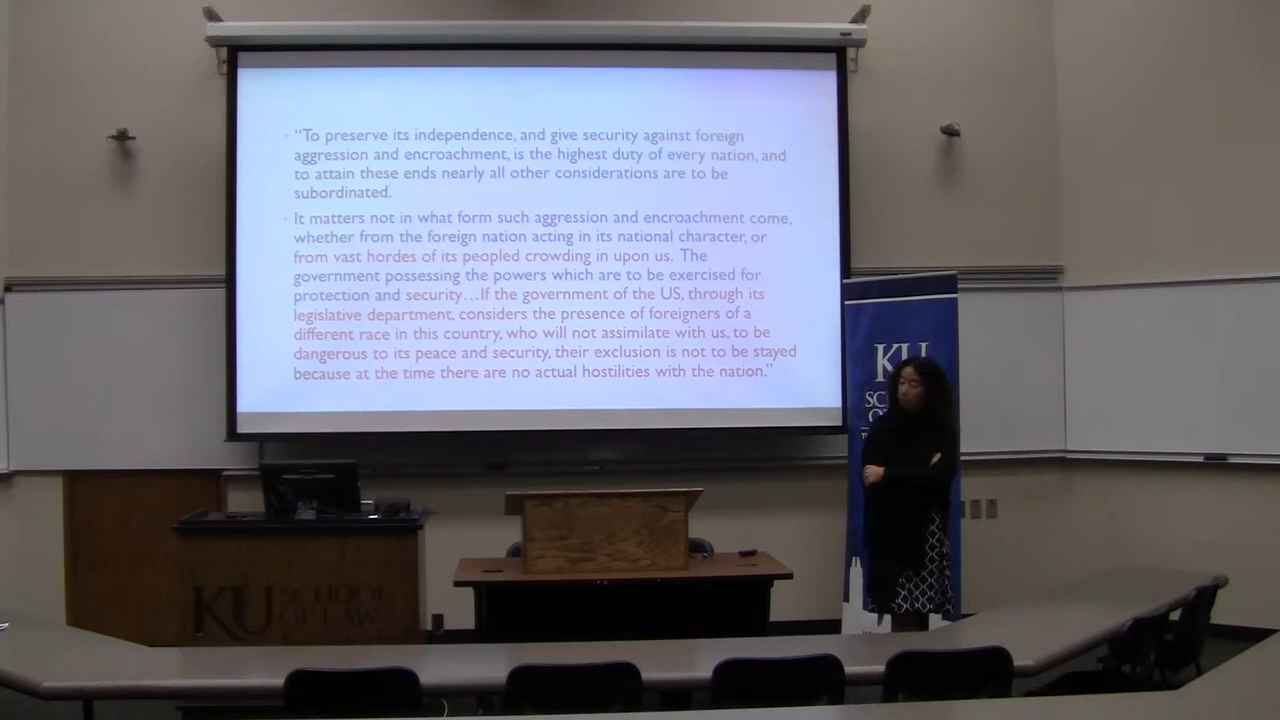 “To preserve its independence, and give security against foreign
aggression and encroachment, is the highest duty of every nation, and
to attain these ends nearly all other considerations are to be
subordinated.
It matters not in what form such aggression and encroachment come,
whether from the foreign nation acting in its national character, or
from vast hordes of its peopled crowding in upon us. The
government possessing the powers which are to be exercised for
protection and security…If the government of the US, through its
legislative department, considers the presence of foreigners of a
different race in this country, who will not assimilate with us, to be
dangerous to its peace and security, their exclusion is not to be stayed
because at the time there are no actual hostilities with the nation.”
KU
KU SCHOOL
OF LAW